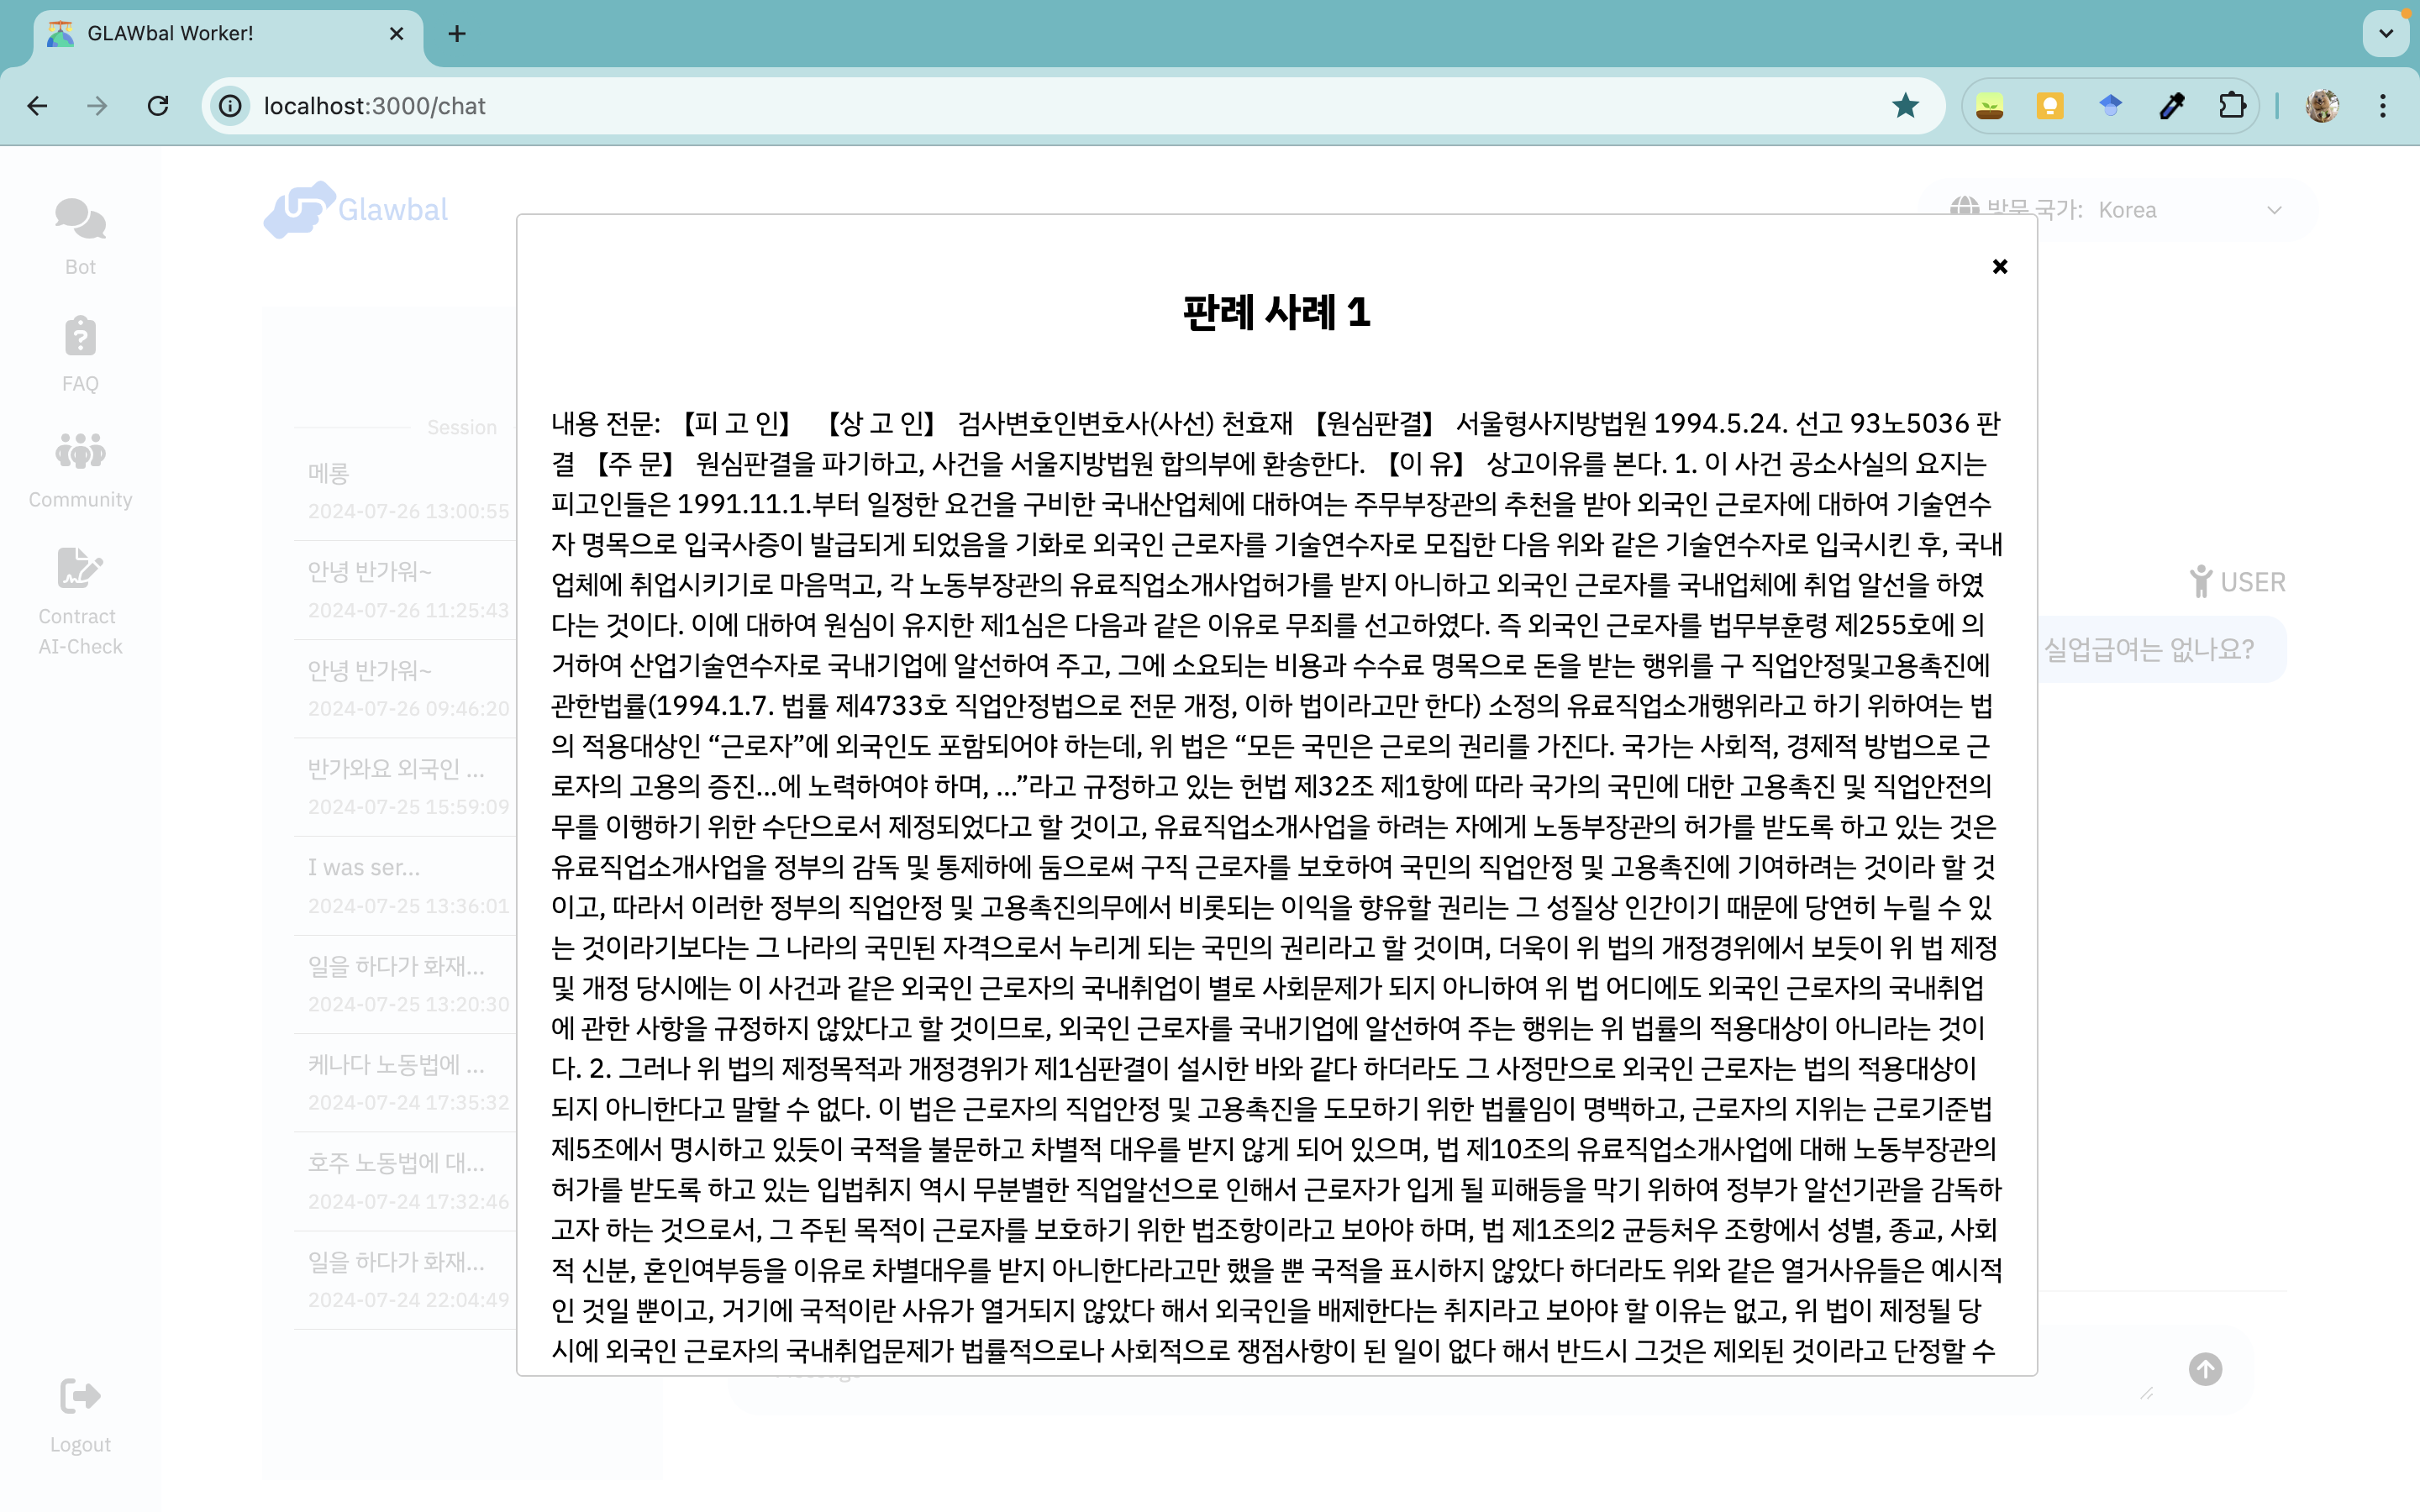 GLAWbal Worker!
localhost:3000/chat
Bot
FAQ
Community
Contract
AI-Check
Logout
Glawbal
방문 국가: Korea
Session
메롱
2024-07-26 13:00:55
안녕 반가워~
2024-07-26 11:25:43
안녕 반가워~
2024-07-26 09:46:20
반가와요 외국인 ...
2024-07-25 15:59:09
I was ser...
2024-07-25 13:36:01
일을 하다가 화재...
2024-07-25 13:20:30
케나다 노동법에 ...
2024-07-24 17:35:32
호주 노동법에 대...
2024-07-24 17:32:46
일을 하다가 화재...
2024-07-24 22:04:49
판례 사례 1
내용 전문: 【피 고 인】 【상 고 인】 검사변호인변호사(사선) 천효재 【원심판결】 서울형사지방법원 1994.5.24. 선고 93노5036 판
결 【주 문】 원심판결을 파기하고, 사건을 서울지방법원 합의부에 환송한다. 【이 유】 상고이유를 본다. 1. 이 사건 공소사실의 요지는
피고인들은 1991.11.1.부터 일정한 요건을 구비한 국내산업체에 대하여는 주무부장관의 추천을 받아 외국인 근로자에 대하여 기술연수
자 명목으로 입국사증이 발급되게 되었음을 기화로 외국인 근로자를 기술연수자로 모집한 다음 위와 같은 기술연수자로 입국시킨 후, 국내
업체에 취업시키기로 마음먹고, 각 노동부장관의 유료직업소개사업허가를 받지 아니하고 외국인 근로자를 국내업체에 취업 알선을 하였
다는 것이다. 이에 대하여 원심이 유지한 제1심은 다음과 같은 이유로 무죄를 선고하였다. 즉 외국인 근로자를 법무부훈령 제255호에 의
거하여 산업기술연수자로 국내기업에 알선하여 주고, 그에 소요되는 비용과 수수료 명목으로 돈을 받는 행위를 구 직업안정및고용촉진에
관한법률(1994.1.7. 법률 제4733호 직업안정법으로 전문 개정, 이하 법이라고만 한다) 소정의 유료직업소개행위라고 하기 위하여는 법
의 적용대상인 “근로자”에 외국인도 포함되어야 하는데, 위 법은 “모든 국민은 근로의 권리를 가진다. 국가는 사회적, 경제적 방법으로 근
로자의 고용의 증진...에 노력하여야 하며, ...”라고 규정하고 있는 헌법 제32조 제1항에 따라 국가의 국민에 대한 고용촉진 및 직업안전의
무를 이행하기 위한 수단으로서 제정되었다고 할 것이고, 유료직업소개사업을 하려는 자에게 노동부장관의 허가를 받도록 하고 있는 것은
유료직업소개사업을 정부의 감독 및 통제하에 둠으로써 구직 근로자를 보호하여 국민의 직업안정 및 고용촉진에 기여하려는 것이라 할 것
이고, 따라서 이러한 정부의 직업안정 및 고용촉진의무에서 비롯되는 이익을 향유할 권리는 그 성질상 인간이기 때문에 당연히 누릴 수 있
는 것이라기보다는 그 나라의 국민된 자격으로서 누리게 되는 국민의 권리라고 할 것이며, 더욱이 위 법의 개정경위에서 보듯이 위 법 제정
및 개정 당시에는 이 사건과 같은 외국인 근로자의 국내취업이 별로 사회문제가 되지 아니하여 위 법 어디에도 외국인 근로자의 국내취업
에 관한 사항을 규정하지 않았다고 할 것이므로, 외국인 근로자를 국내기업에 알선하여 주는 행위는 위 법률의 적용대상이 아니라는 것이
다. 2. 그러나 위 법의 제정목적과 개정경위가 제1심판결이 설시한 바와 같다 하더라도 그 사정만으로 외국인 근로자는 법의 적용대상이
되지 아니한다고 말할 수 없다. 이 법은 근로자의 직업안정 및 고용촉진을 도모하기 위한 법률임이 명백하고, 근로자의 지위는 근로기준법
제5조에서 명시하고 있듯이 국적을 불문하고 차별적 대우를 받지 않게 되어 있으며, 법 제10조의 유료직업소개사업에 대해 노동부장관의
허가를 받도록 하고 있는 입법취지 역시 무분별한 직업알선으로 인해서 근로자가 입게 될 피해등을 막기 위하여 정부가 알선기관을 감독하
고자 하는 것으로서, 그 주된 목적이 근로자를 보호하기 위한 법조항이라고 보아야 하며, 법 제1조의2 균등처우 조항에서 성별, 종교, 사회
적 신분, 혼인여부등을 이유로 차별대우를 받지 아니한다라고만 했을 뿐 국적을 표시하지 않았다 하더라도 위와 같은 열거사유들은 예시적
인 것일 뿐이고, 거기에 국적이란 사유가 열거되지 않았다 해서 외국인을 배제한다는 취지라고 보아야 할 이유는 없고, 위 법이 제정될 당
시에 외국인 근로자의 국내취업문제가 법률적으로나 사회적으로 쟁점사항이 된 일이 없다 해서 반드시 그것은 제외된 것이라고 단정할 수
USER
실업급여는 없나요?